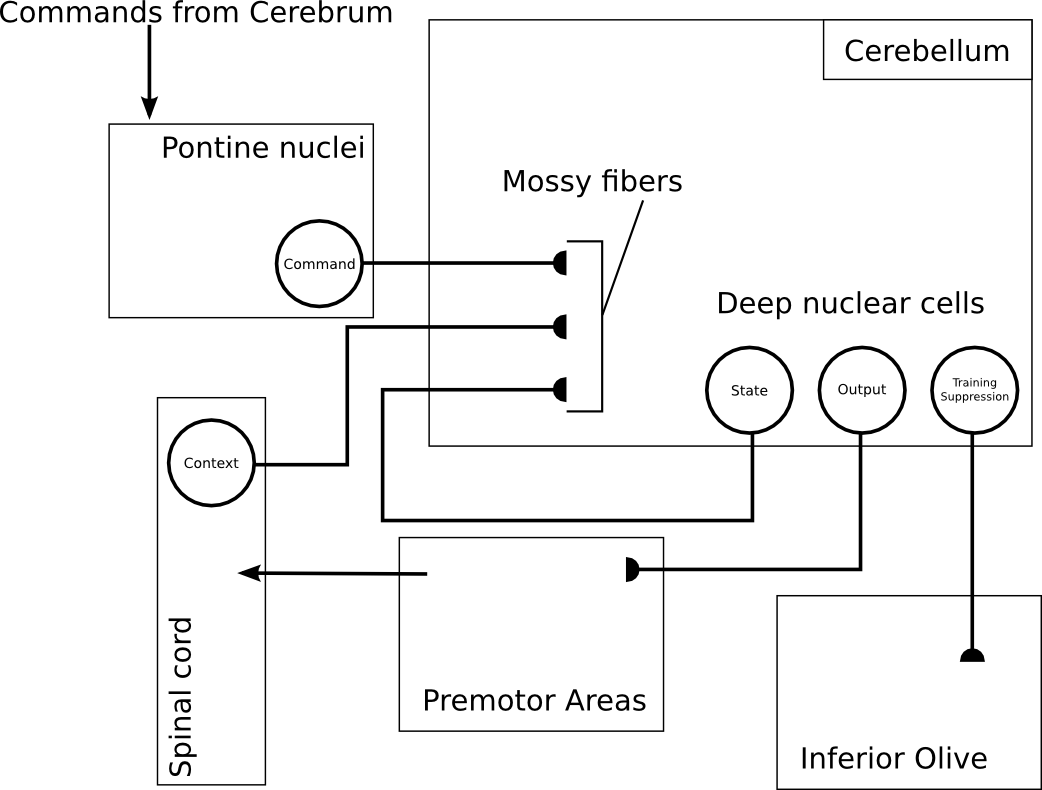 Commands from Cerebrum
Cerebellum
Pontine nuclei
Mossy fibers
Command
Deep nuclear cells
State
Output
Training
Suppression
Context
Spinal cord
Premotor Areas
Inferior Olive